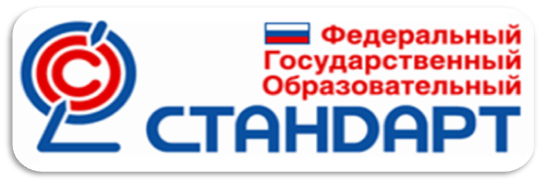 Федеральный
Государственный
Образовательный
СТАНДАРТ